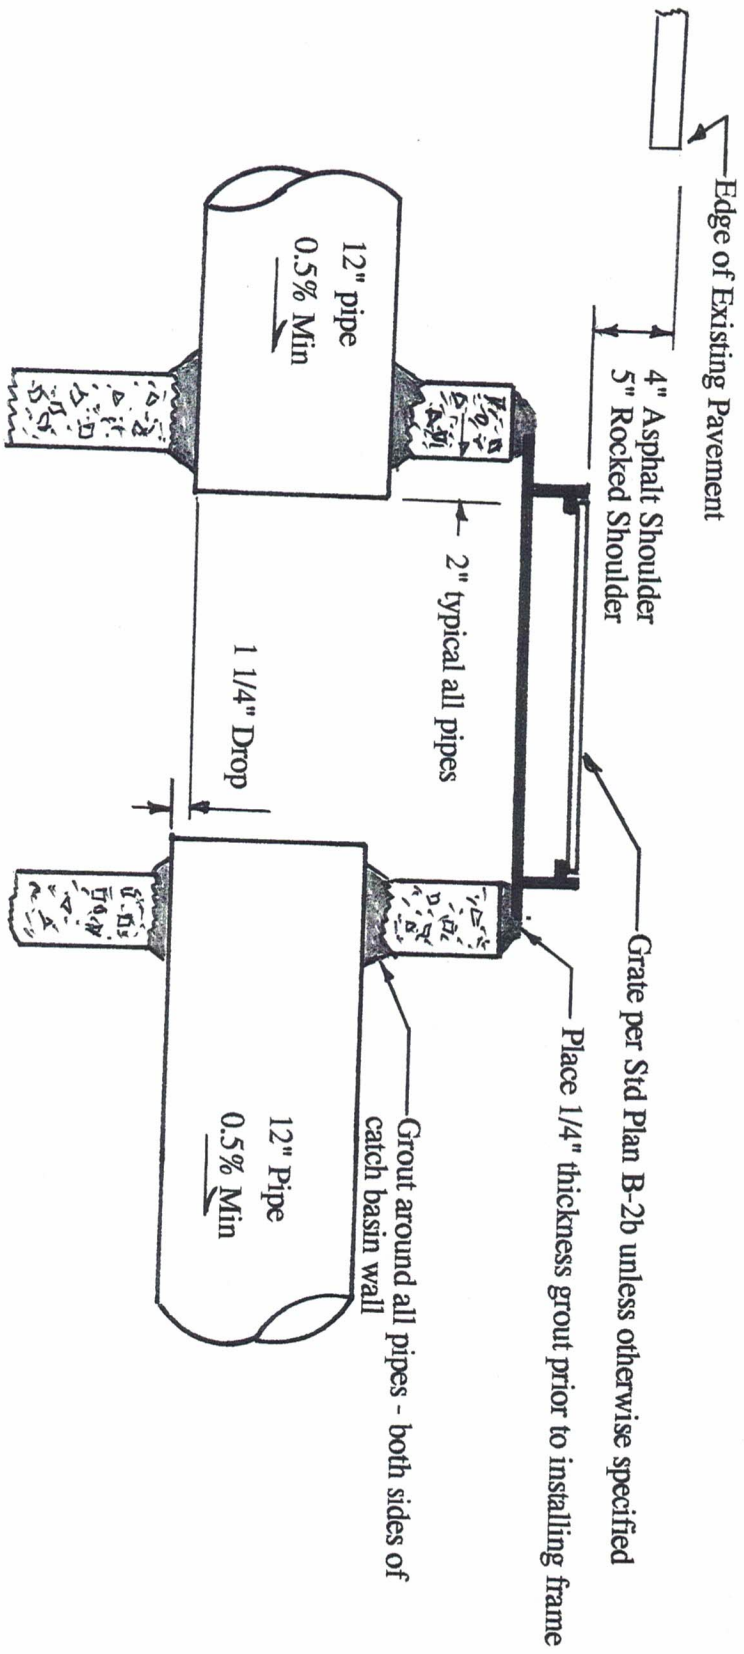 Edge of Existing Pavement
4" Asphalt Shoulder
5" Rocked Shoulder
Grate per Std Plan B-2b unless otherwise specified
Place 1/4" thickness grout prior to installing frame
12" pipe
0.5% Min
2" typical all pipes
Grout around all pipes - both sides of
catch basin wall
1 1/4" Drop
12" Pipe
0.5% Min